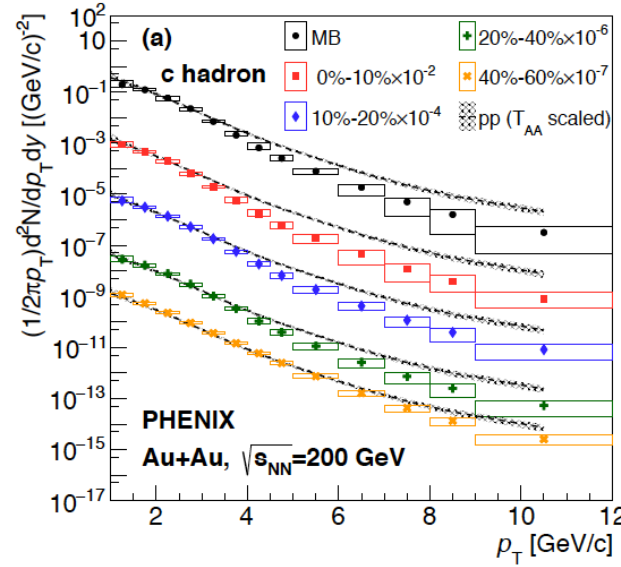 (a)
c hadron
MB
0%-10%×10⁻²
10%-20%×10⁻⁴
20%-40%×10⁻⁶
40%-60%×10⁻⁷
pp (T_AA scaled)
(1/2πp_T)d²N/dp_Tdy [(GeV/c)⁻²]
10²
10
10⁻¹
10⁻³
10⁻⁵
10⁻⁷
10⁻⁹
10⁻¹¹
10⁻¹³
10⁻¹⁵
10⁻¹⁷
PHENIX
Au+Au, √s_NN=200 GeV
2 4 6 8 10 12
p_T [GeV/c]